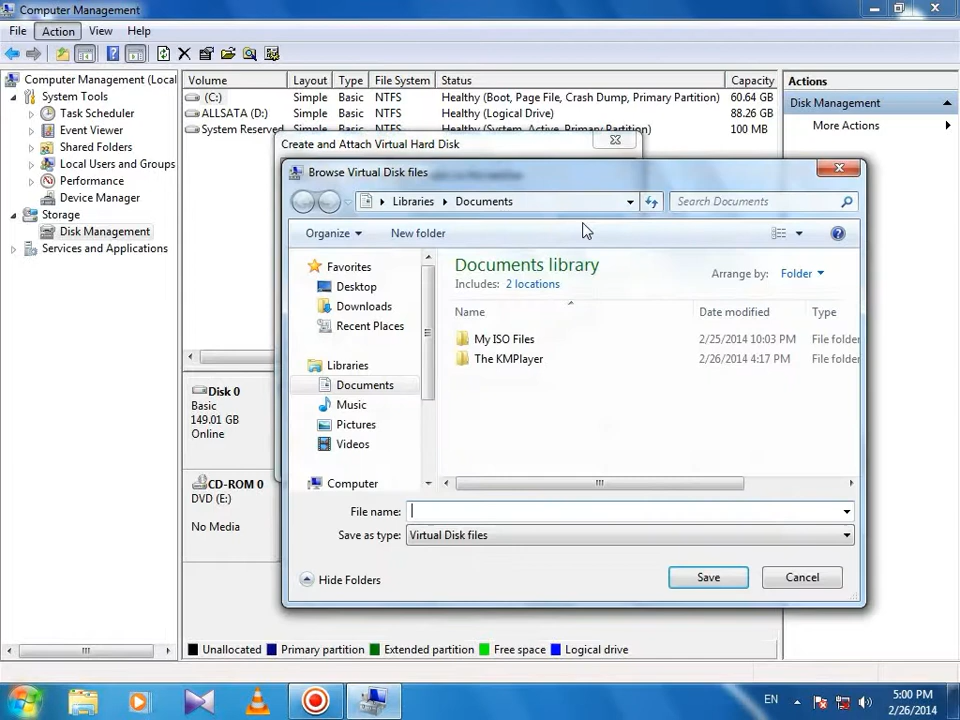 Computer Management
File Action View Help
Computer Management (Local
System Tools
Task Scheduler
Event Viewer
Shared Folders
Local Users and Groups
Performance
Device Manager
Storage
Disk Management
Services and Applications
Volume Layout Type File System Status Capacity
(C:) Simple Basic NTFS Healthy (Boot, Page File, Crash Dump, Primary Partition) 60.64 GB
ALLSATA (D:) Simple Basic NTFS Healthy (Logical Drive) 88.26 GB
System Reserved Simple Basic NTFS Healthy (System, Active, Primary Partition) 100 MB
Actions
Disk Management
More Actions
Create and Attach Virtual Hard Disk
Browse Virtual Disk files
Libraries Documents
Search Documents
Organize New folder
Favorites
Desktop
Downloads
Recent Places
Libraries
Documents
Music
Pictures
Videos
Computer
Documents library
Includes: 2 locations
Arrange by: Folder
Name Date modified Type
My ISO Files 2/25/2014 10:03 PM File folder
The KMPlayer 2/26/2014 4:17 PM File folder
File name:
Save as type: Virtual Disk files
Hide Folders
Save Cancel
Disk 0
Basic
149.01 GB
Online
CD-ROM 0
DVD (E:)
No Media
Unallocated Primary partition Extended partition Free space Logical drive
EN
5:00 PM
2/26/2014